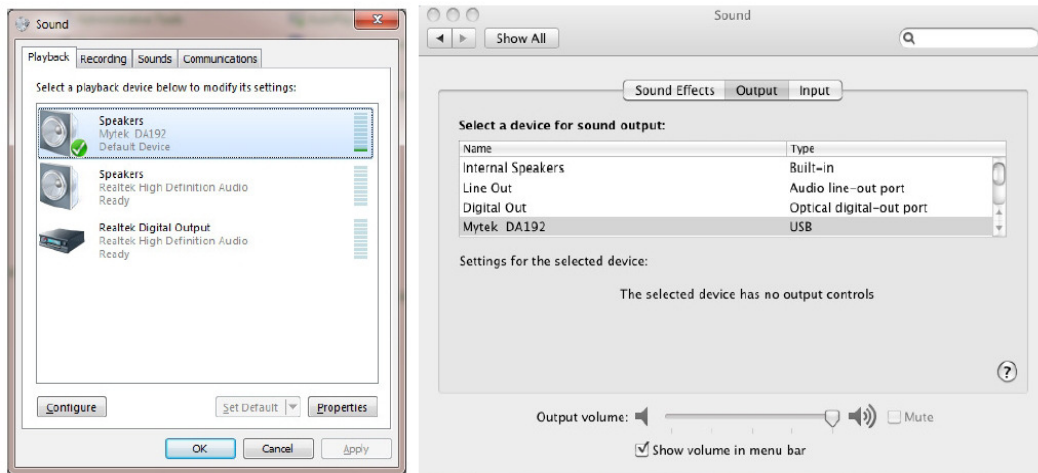 Sound
Playback Recording Sounds Communications
Select a playback device below to modify its settings:
Speakers
Mytek DA192
Default Device
Speakers
Realtek High Definition Audio
Ready
Realtek Digital Output
Realtek High Definition Audio
Ready
Configure Set Default Properties
OK Cancel Apply
Sound
Show All
Sound Effects Output Input
Select a device for sound output:
Name Type
Internal Speakers Built-in
Line Out Audio line-out port
Digital Out Optical digital-out port
Mytek DA192 USB
Settings for the selected device:
The selected device has no output controls
?
Output volume: Mute
Show volume in menu bar